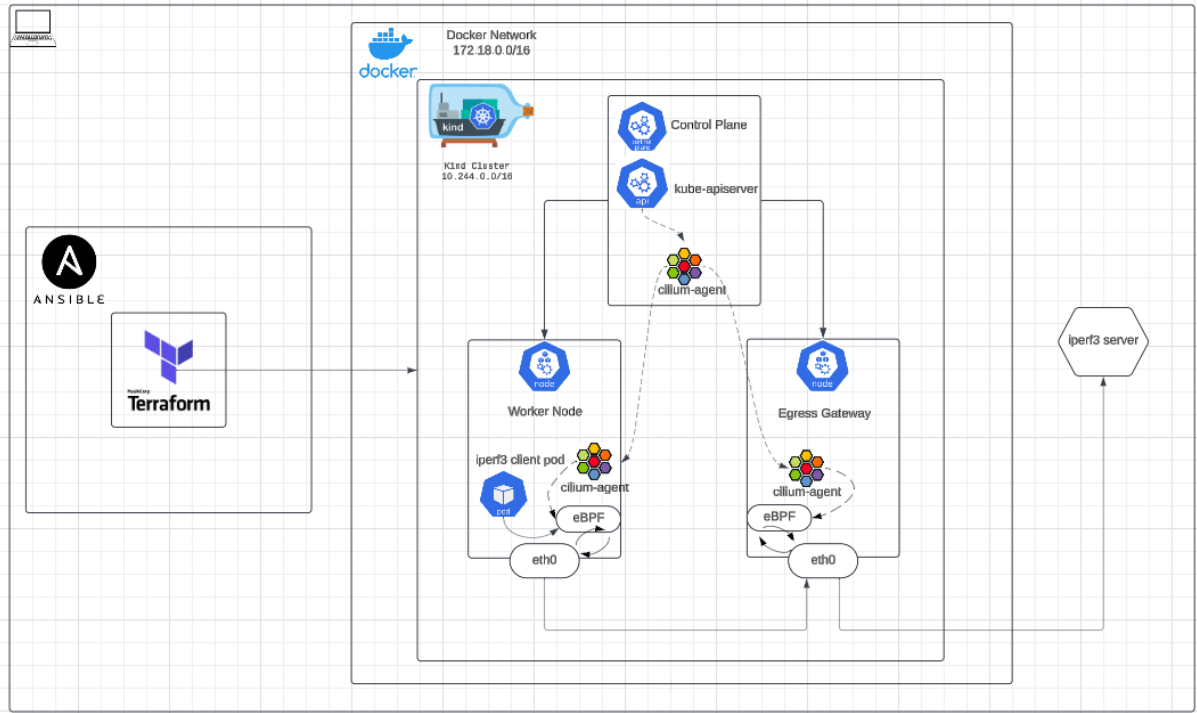 Docker Network
172.18.0.0/16
docker
kind
Kind Cluster
10.244.0.0/16
Control Plane
kube-apiserver
api
cilium-agent
ANSIBLE
HashiCorp
Terraform
node
Worker Node
iperf3 client pod
pod
cilium-agent
eBPF
eth0
node
Egress Gateway
cilium-agent
eBPF
eth0
iperf3 server